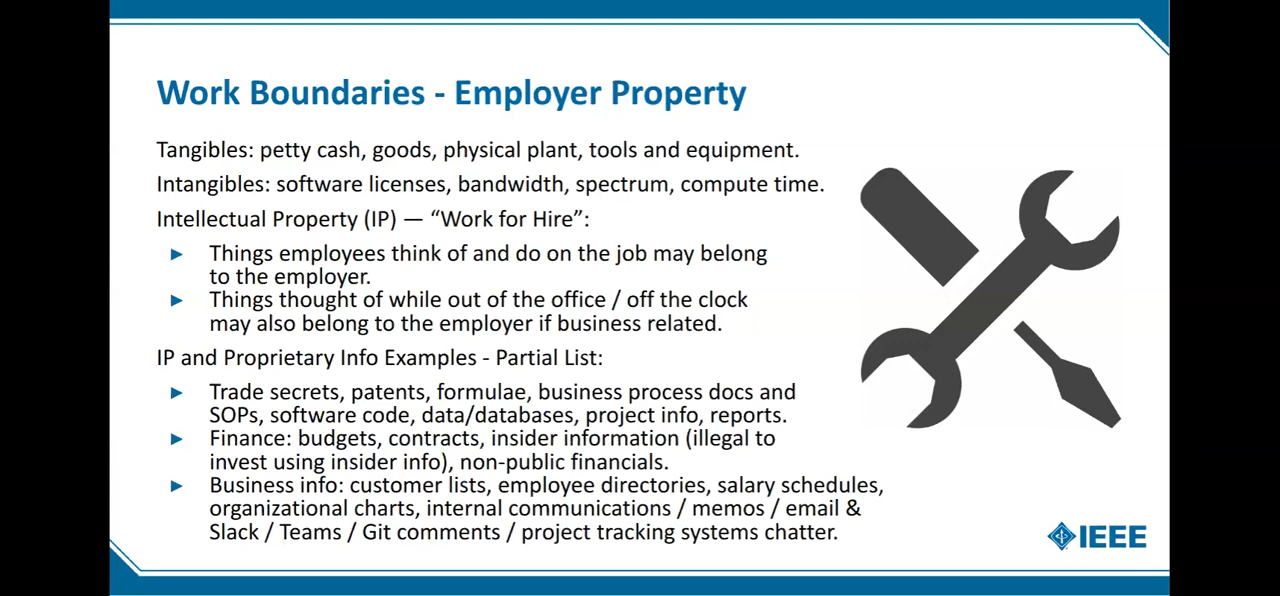 Work Boundaries - Employer Property
Tangibles: petty cash, goods, physical plant, tools and equipment.
Intangibles: software licenses, bandwidth, spectrum, compute time.
Intellectual Property (IP) — “Work for Hire”:
► Things employees think of and do on the job may belong
to the employer.
► Things thought of while out of the office / off the clock
may also belong to the employer if business related.
IP and Proprietary Info Examples - Partial List:
► Trade secrets, patents, formulae, business process docs and
SOPs, software code, data/databases, project info, reports.
► Finance: budgets, contracts, insider information (illegal to
invest using insider info), non-public financials.
► Business info: customer lists, employee directories, salary schedules,
organizational charts, internal communications / memos / email &
Slack / Teams / Git comments / project tracking systems chatter.
IEEE